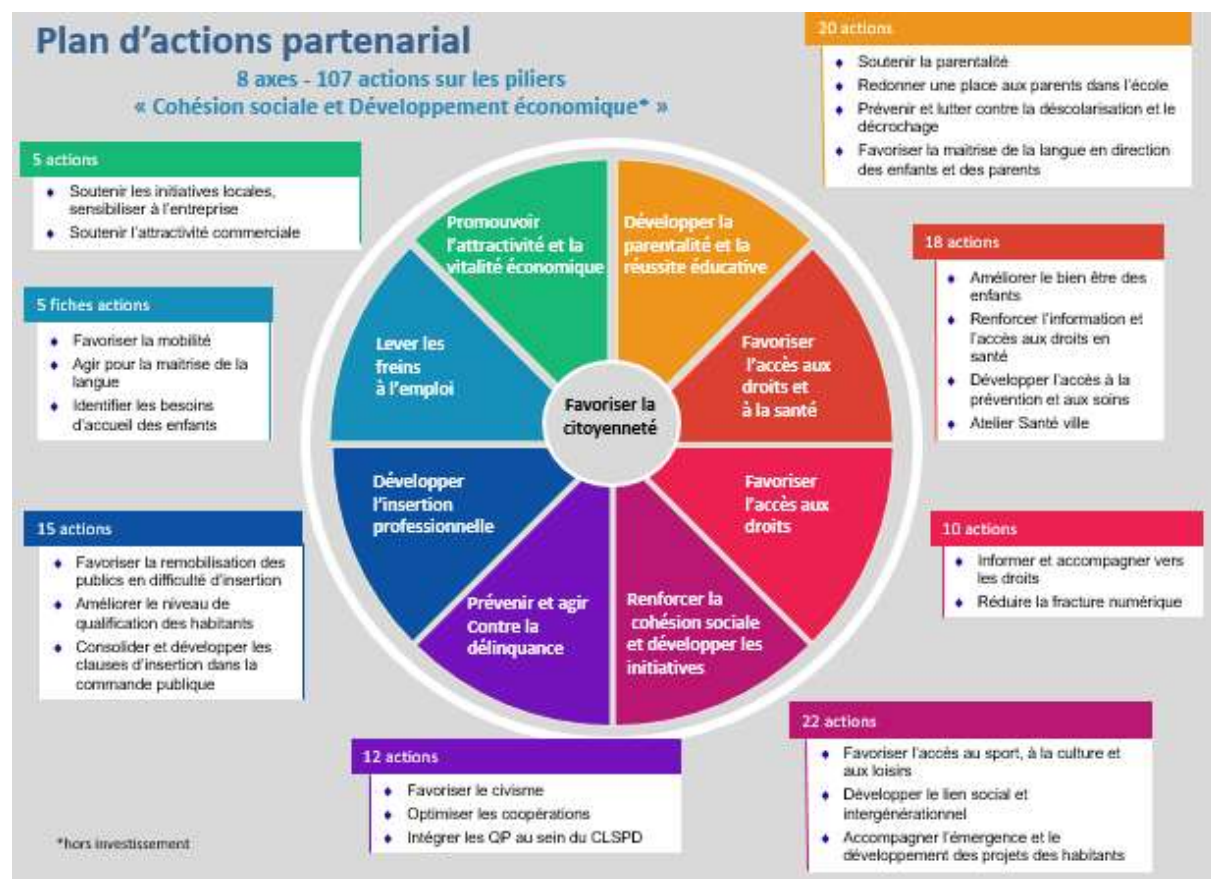 Plan d'actions partenarial
8 axes - 107 actions sur les piliers
« Cohésion sociale et Développement économique* »
20 actions
♦ Soutenir la parentalité
♦ Redonner une place aux parents dans l'école
♦ Prévenir et lutter contre la déscolarisation et le
décrochage
♦ Favoriser la maitrise de la langue en direction
des enfants et des parents
5 actions
♦ Soutenir les initiatives locales,
sensibiliser à l'entreprise
♦ Soutenir l'attractivité commerciale
Promouvoir
l'attractivité et la
vitalité économique
Développer la
parentalité et la
réussite éducative
18 actions
♦ Améliorer le bien être des
enfants
♦ Renforcer l'information et
l'accès aux droits en
santé
♦ Développer l'accès à la
prévention et aux soins
♦ Atelier Santé ville
5 fiches actions
♦ Favoriser la mobilité
♦ Agir pour la maitrise de la
langue
♦ Identifier les besoins
d'accueil des enfants
Lever les
freins
à l'emploi
Favoriser
l'accès aux
droits et
à la santé
Favoriser la
citoyenneté
Développer
l'insertion
professionnelle
Favoriser
l'accès aux
droits
15 actions
♦ Favoriser la remobilisation des
publics en difficulté d'insertion
♦ Améliorer le niveau de
qualification des habitants
♦ Consolider et développer les
clauses d'insertion dans la
commande publique
10 actions
♦ Informer et accompagner vers
les droits
♦ Réduire la fracture numérique
Prévenir et agir
Contre la
délinquance
Renforcer la
cohésion sociale
et développer les
initiatives
12 actions
♦ Favoriser le civisme
♦ Optimiser les coopérations
♦ Intégrer les QP au sein du CLSPD
22 actions
♦ Favoriser l'accès au sport, à la culture et
aux loisirs
♦ Développer le lien social et
intergénérationnel
♦ Accompagner l'émergence et le
développement des projets des habitants
*hors investissement